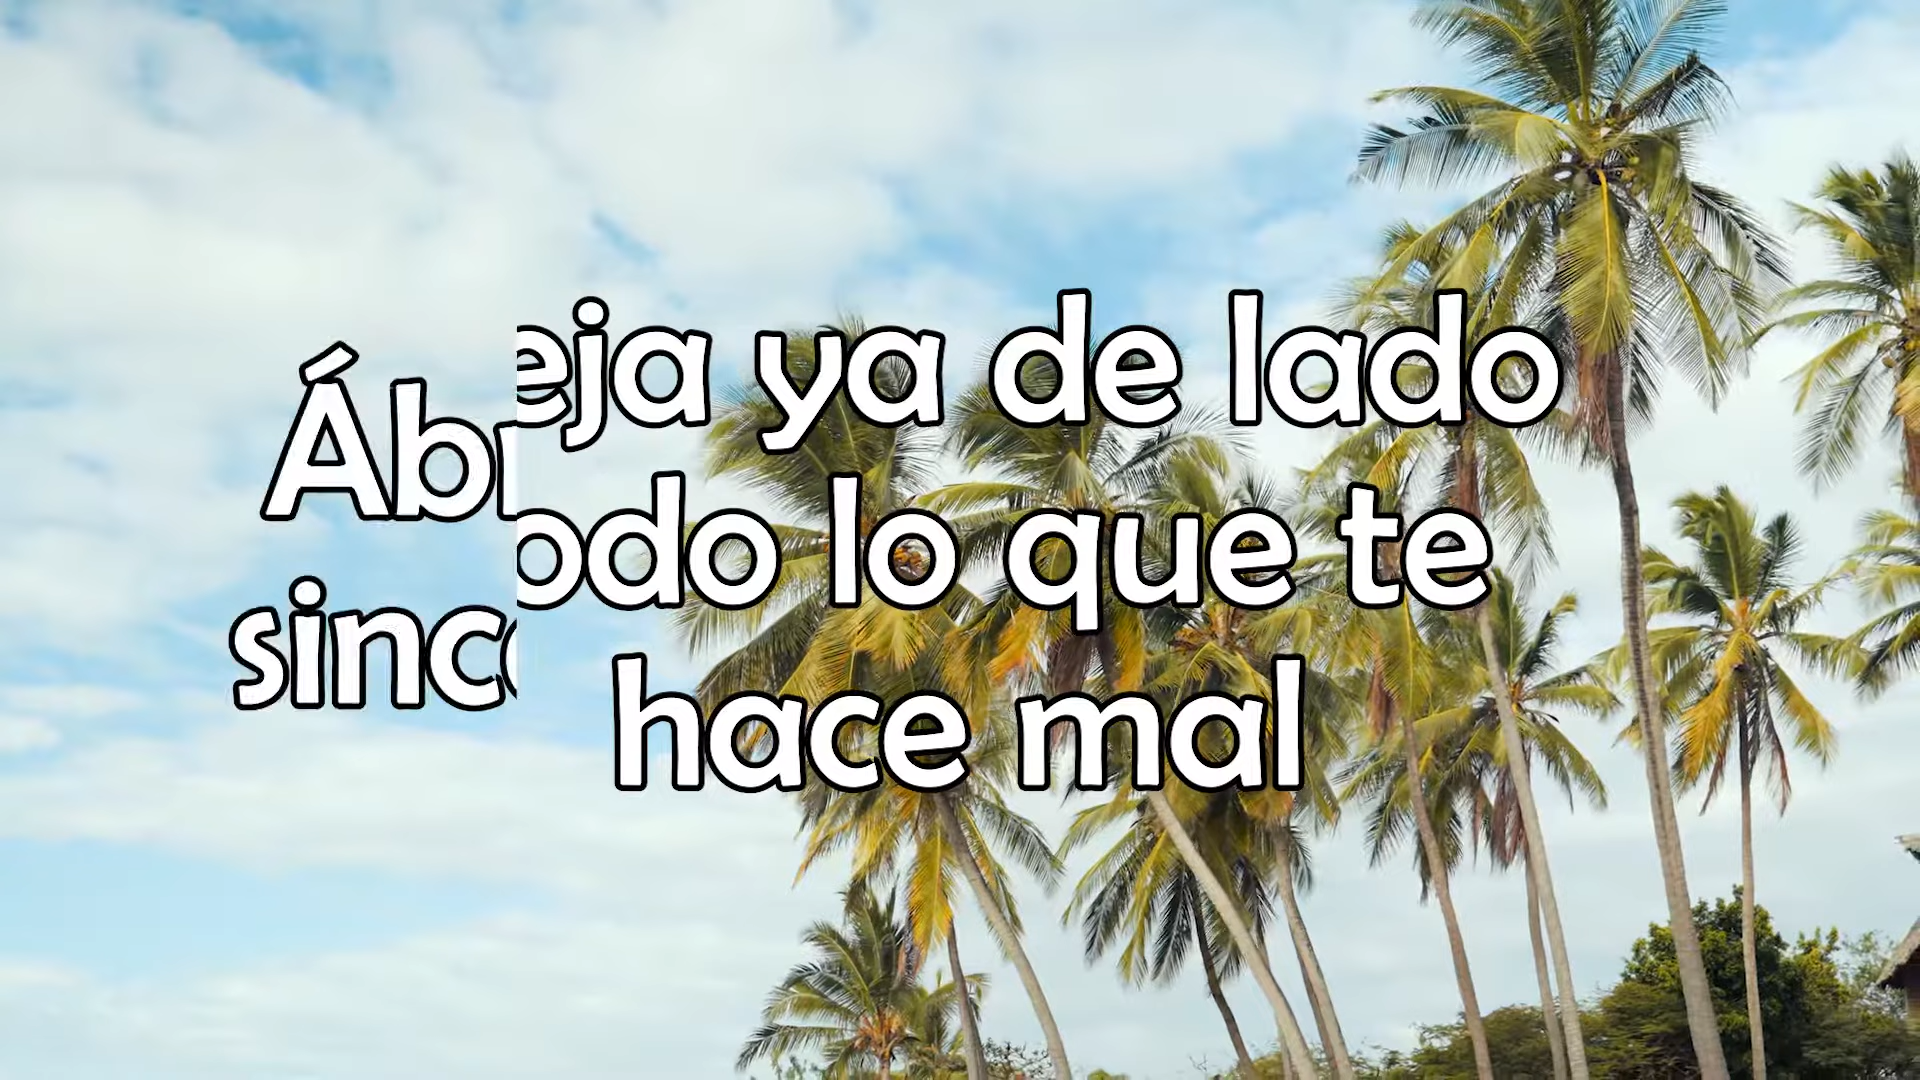 Áb
sinc
eja ya de lado
odo lo que te
hace mal